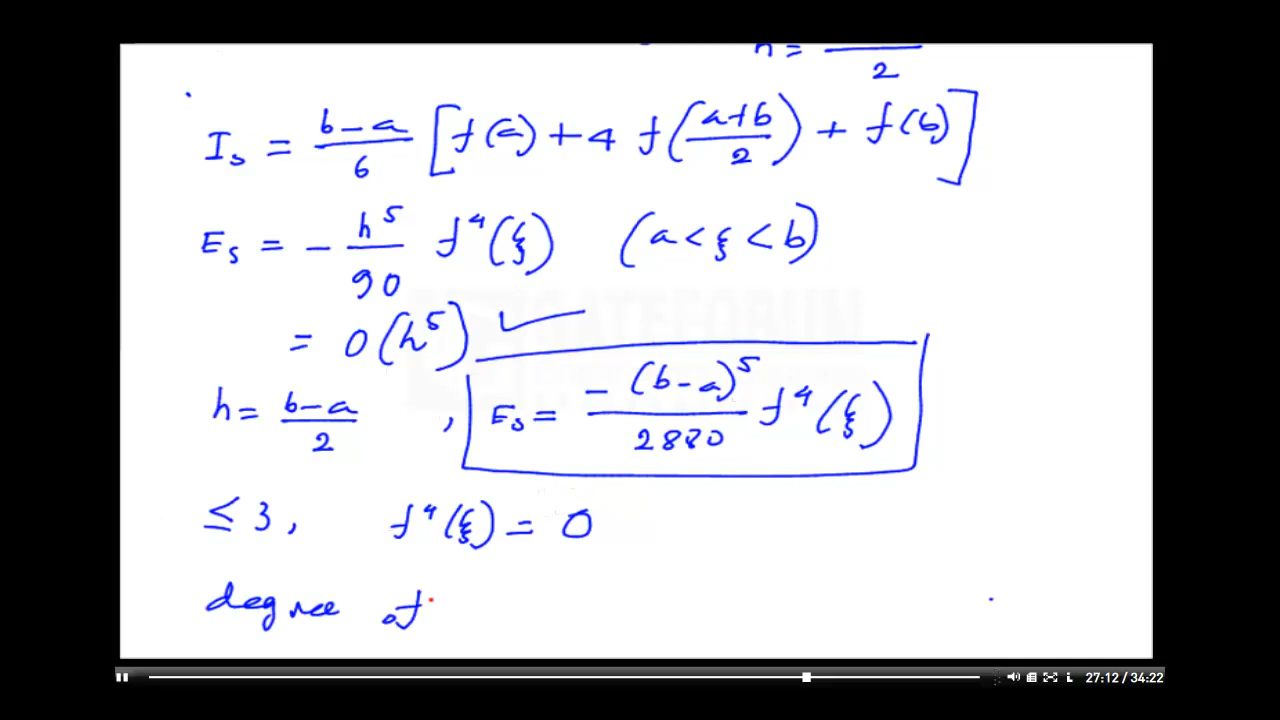 h = 2
I_s = b-a/6 [f(a) + 4 f(a+b/2) + f(b)]
E_s = - h^5/90 f^4(ξ) (a < ξ < b)
= O(h^5) ✓
h = b-a/2 , E_s = -(b-a)^5/2880 f^4(ξ)
≤ 3, f^4(ξ) = 0
degree of
27:12 / 34:22